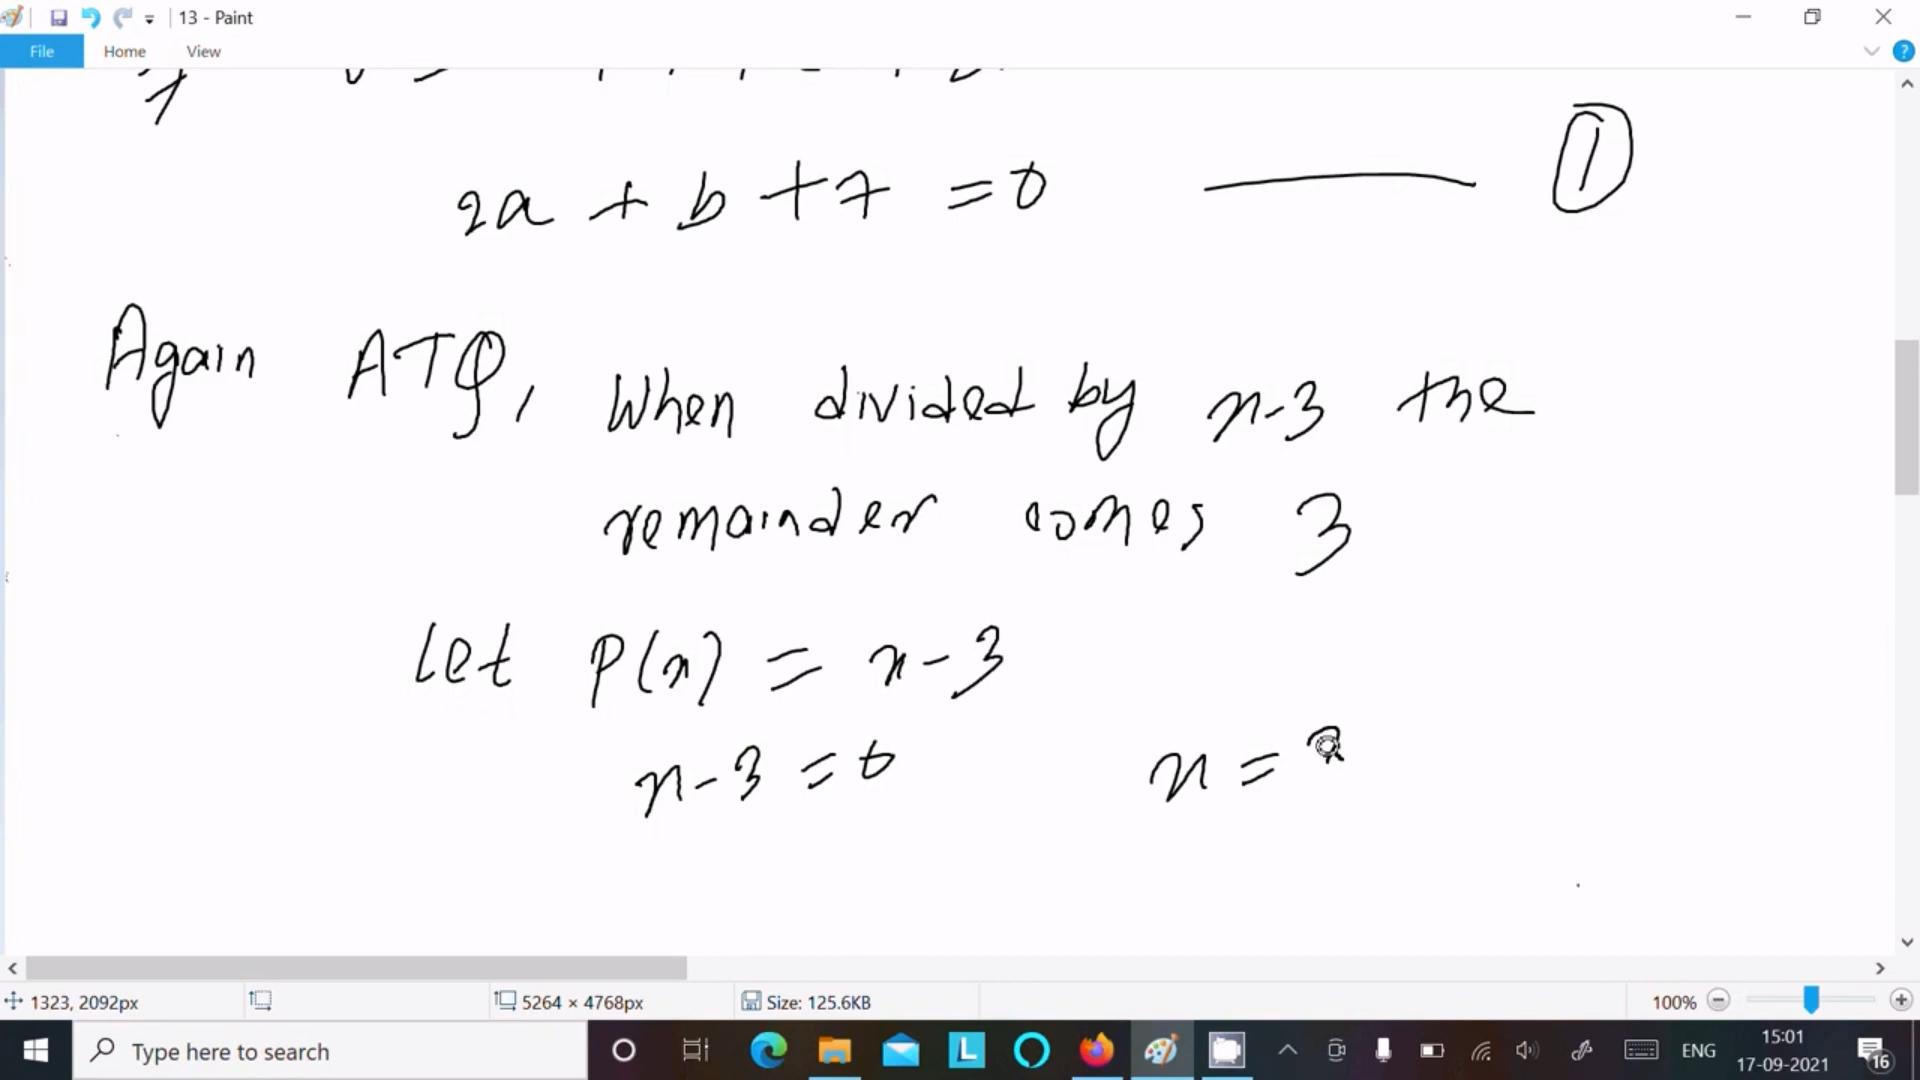 13 - Paint
File Home View
2a + b + 7 = 0 ——— ①
Again ATQ, When divided by x-3 the
remainder comes 3
Let P(x) = x - 3
x - 3 = 0 x =
1323, 2092px 5264 × 4768px Size: 125.6KB 100%
Type here to search L ENG 15:01
17-09-2021 16